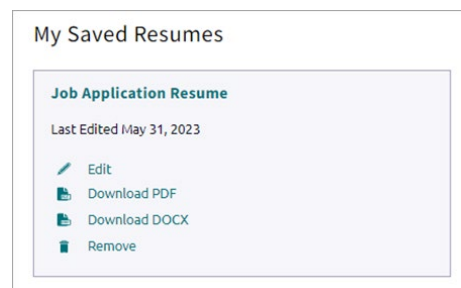 My Saved Resumes
Job Application Resume
Last Edited May 31, 2023
Edit
Download PDF
Download DOCX
Remove